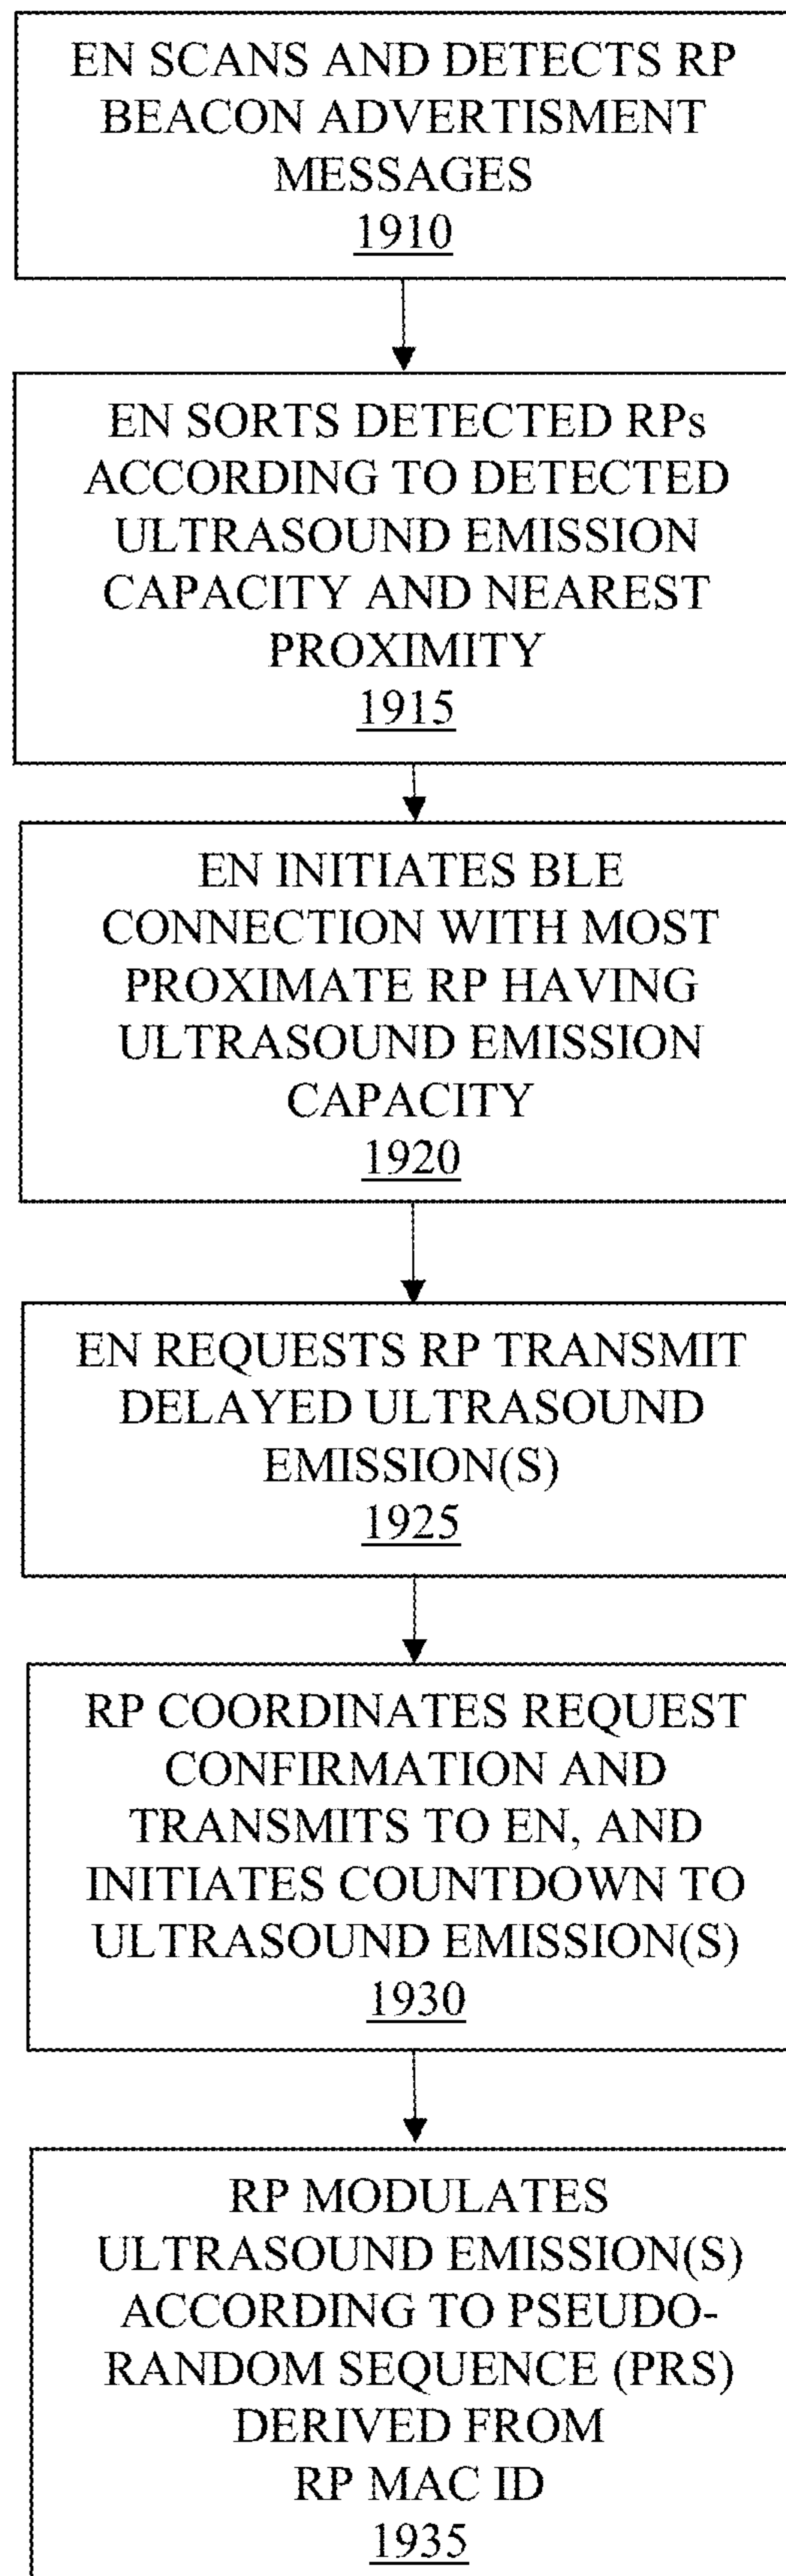 EN SCANS AND DETECTS RP
BEACON ADVERTISMENT
MESSAGES
1910
EN SORTS DETECTED RPs
ACCORDING TO DETECTED
ULTRASOUND EMISSION
CAPACITY AND NEAREST
PROXIMITY
1915
EN INITIATES BLE
CONNECTION WITH MOST
PROXIMATE RP HAVING
ULTRASOUND EMISSION
CAPACITY
1920
EN REQUESTS RP TRANSMIT
DELAYED ULTRASOUND
EMISSION(S)
1925
RP COORDINATES REQUEST
CONFIRMATION AND
TRANSMITS TO EN, AND
INITIATES COUNTDOWN TO
ULTRASOUND EMISSION(S)
1930
RP MODULATES
ULTRASOUND EMISSION(S)
ACCORDING TO PSEUDO-
RANDOM SEQUENCE (PRS)
DERIVED FROM
RP MAC ID
1935